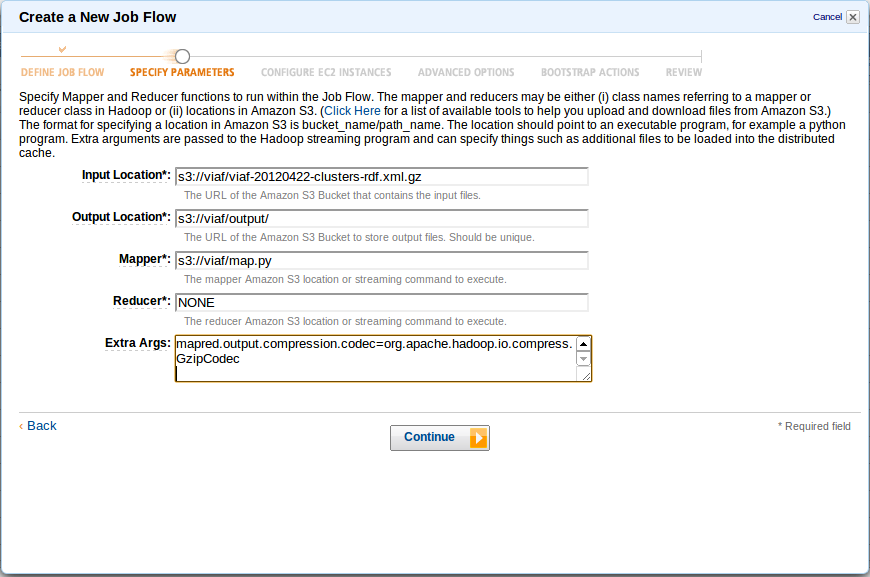 Create a New Job Flow
Cancel
DEFINE JOB FLOW SPECIFY PARAMETERS CONFIGURE EC2 INSTANCES ADVANCED OPTIONS BOOTSTRAP ACTIONS REVIEW
Specify Mapper and Reducer functions to run within the Job Flow. The mapper and reducers may be either (i) class names referring to a mapper or
reducer class in Hadoop or (ii) locations in Amazon S3. (Click Here for a list of available tools to help you upload and download files from Amazon S3.)
The format for specifying a location in Amazon S3 is bucket_name/path_name. The location should point to an executable program, for example a python
program. Extra arguments are passed to the Hadoop streaming program and can specify things such as additional files to be loaded into the distributed
cache.
Input Location*: s3://viaf/viaf-20120422-clusters-rdf.xml.gz
The URL of the Amazon S3 Bucket that contains the input files.
Output Location*: s3://viaf/output/
The URL of the Amazon S3 Bucket to store output files. Should be unique.
Mapper*: s3://viaf/map.py
The mapper Amazon S3 location or streaming command to execute.
Reducer*: NONE
The reducer Amazon S3 location or streaming command to execute.
Extra Args: mapred.output.compression.codec=org.apache.hadoop.io.compress.
GzipCodec
‹ Back
Continue
* Required field